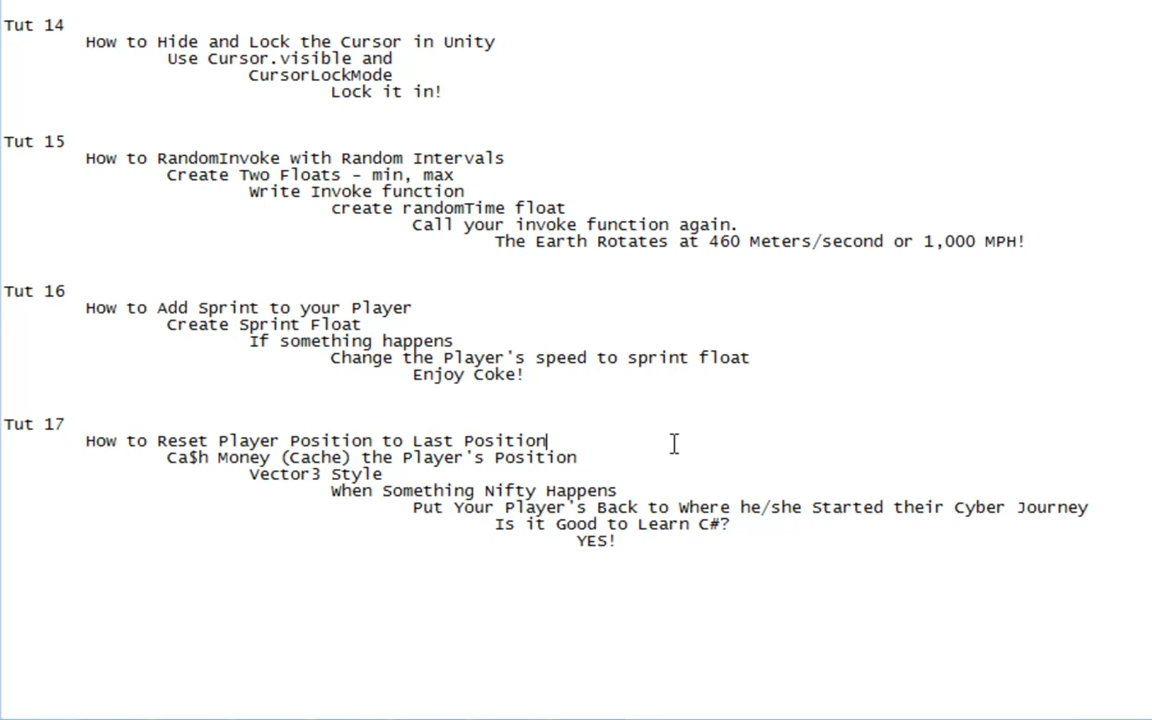 Tut 14
How to Hide and Lock the Cursor in Unity
Use Cursor.visible and
CursorLockMode
Lock it in!
Tut 15
How to RandomInvoke with Random Intervals
Create Two Floats - min, max
Write Invoke function
create randomTime float
Call your invoke function again.
The Earth Rotates at 460 Meters/second or 1,000 MPH!
Tut 16
How to Add Sprint to your Player
Create Sprint Float
If something happens
Change the Player's speed to sprint float
Enjoy Coke!
Tut 17
How to Reset Player Position to Last Position
Ca$h Money (Cache) the Player's Position
Vector3 Style
When Something Nifty Happens
Put Your Player's Back to Where he/she Started their Cyber Journey
Is it Good to Learn C#?
YES!